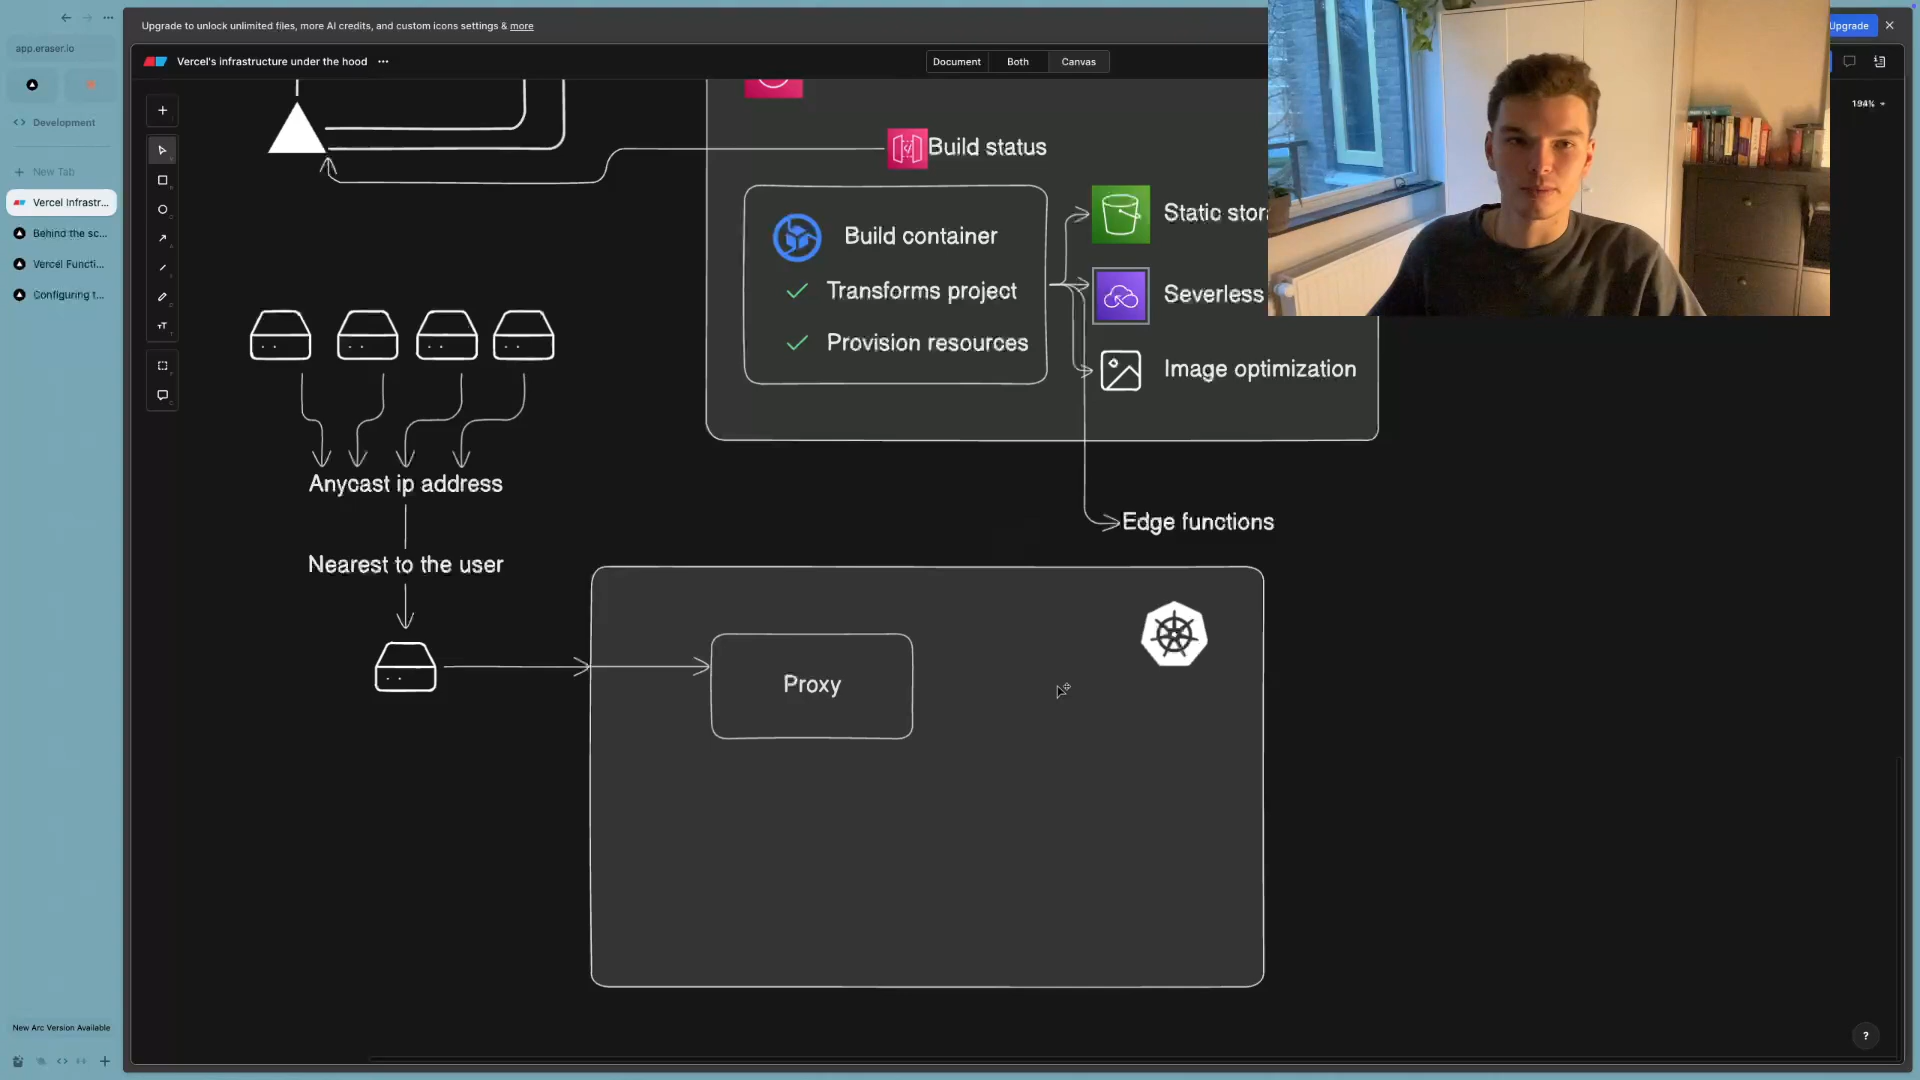 Upgrade to unlock unlimited files, more AI credits, and custom icons settings & more
Upgrade
app.eraser.io
Vercel's infrastructure under the hood
Document
Both
Canvas
194%
Development
New Tab
Vercel Infrastr...
Behind the sc...
Vercel Functi...
Configuring t...
Build status
Build container
Transforms project
Provision resources
Static stor
Severless
Image optimization
Anycast ip address
Nearest to the user
Edge functions
Proxy
New Arc Version Available
?